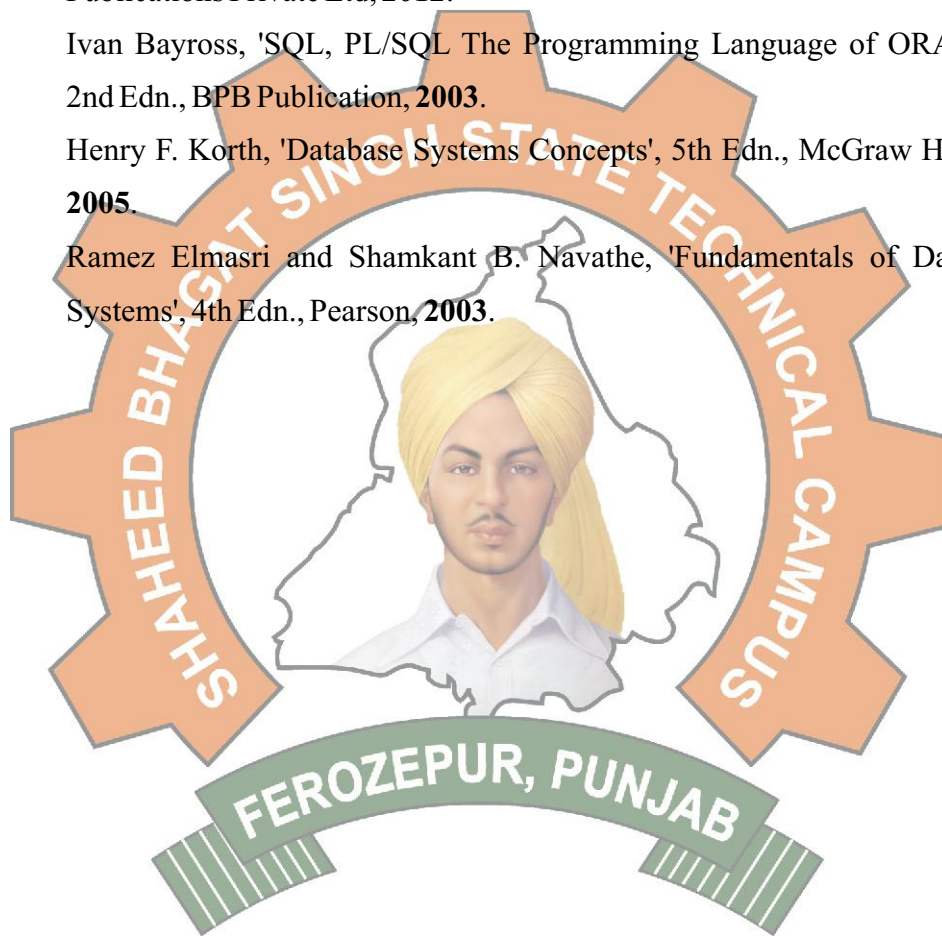 Ivan Bayross, 'SQL, PL/SQL The Programming Language of
2nd Edn., BPB Publication, 2003.
Henry F. Korth, 'Database Systems Concepts', 5th Edn., McGraw
2005.
Ramez Elmasri and Shamkant B. Navathe, 'Fundamentals of
Systems', 4th Edn., Pearson, 2003.
SHAHEED BHAGAT SINGH STATE TECHNICAL CAMPUS
FEROZEPUR, PUNJAB